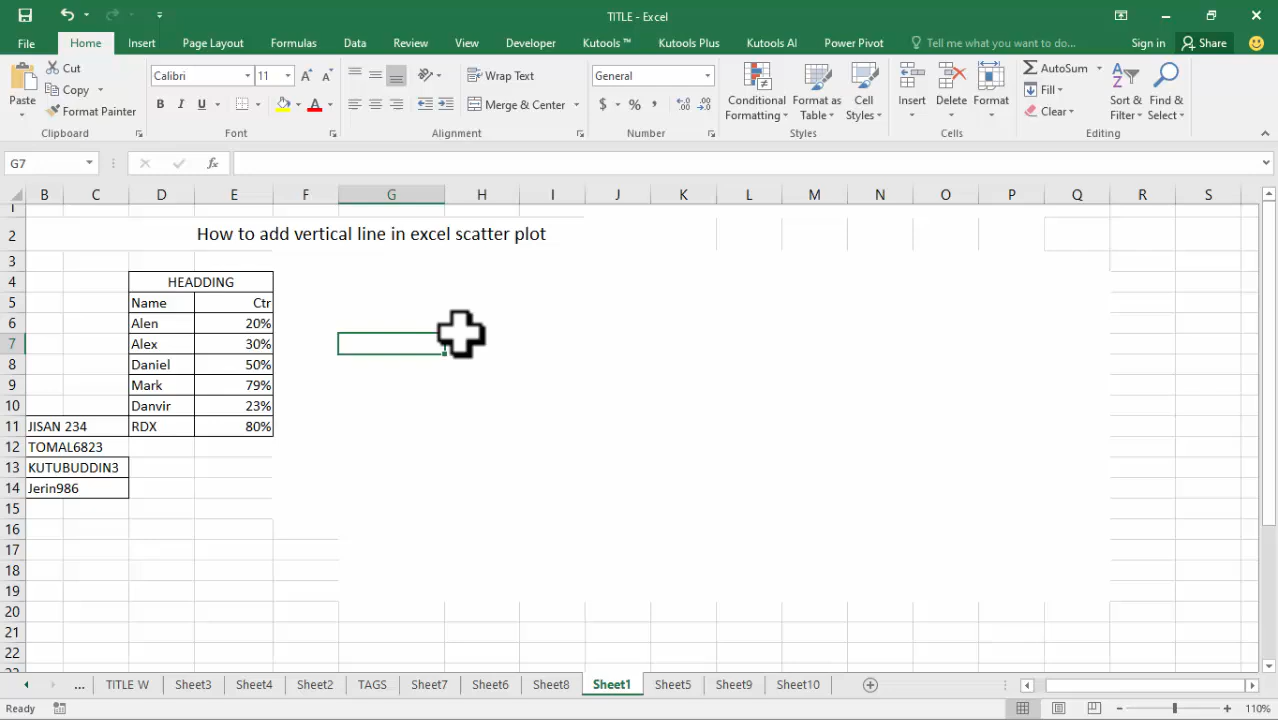 TITLE - Excel
File Home Insert Page Layout Formulas Data Review View Developer Kutools ™ Kutools Plus Kutools AI Power Pivot Tell me what you want to do... Sign in Share
Paste
Cut
Copy
Format Painter
Clipboard
Calibri 11
B I U
Font
Wrap Text
Merge & Center
Alignment
General
$ % ,
Number
Conditional Formatting
Format as Table
Cell Styles
Styles
Insert Delete Format
Cells
AutoSum
Fill
Clear
Sort & Filter
Find & Select
Editing
G7 fx
B C D E F G H I J K L M N O P Q R S
1
2 How to add vertical line in excel scatter plot
3
4 HEADDING
5 Name Ctr
6 Alen 20%
7 Alex 30%
8 Daniel 50%
9 Mark 79%
10 Danvir 23%
11 JISAN 234 RDX 80%
12 TOMAL6823
13 KUTUBUDDIN3
14 Jerin986
15
16
17
18
19
20
21
22
23
... TITLE W Sheet3 Sheet4 Sheet2 TAGS Sheet7 Sheet6 Sheet8 Sheet1 Sheet5 Sheet9 Sheet10
Ready 110%